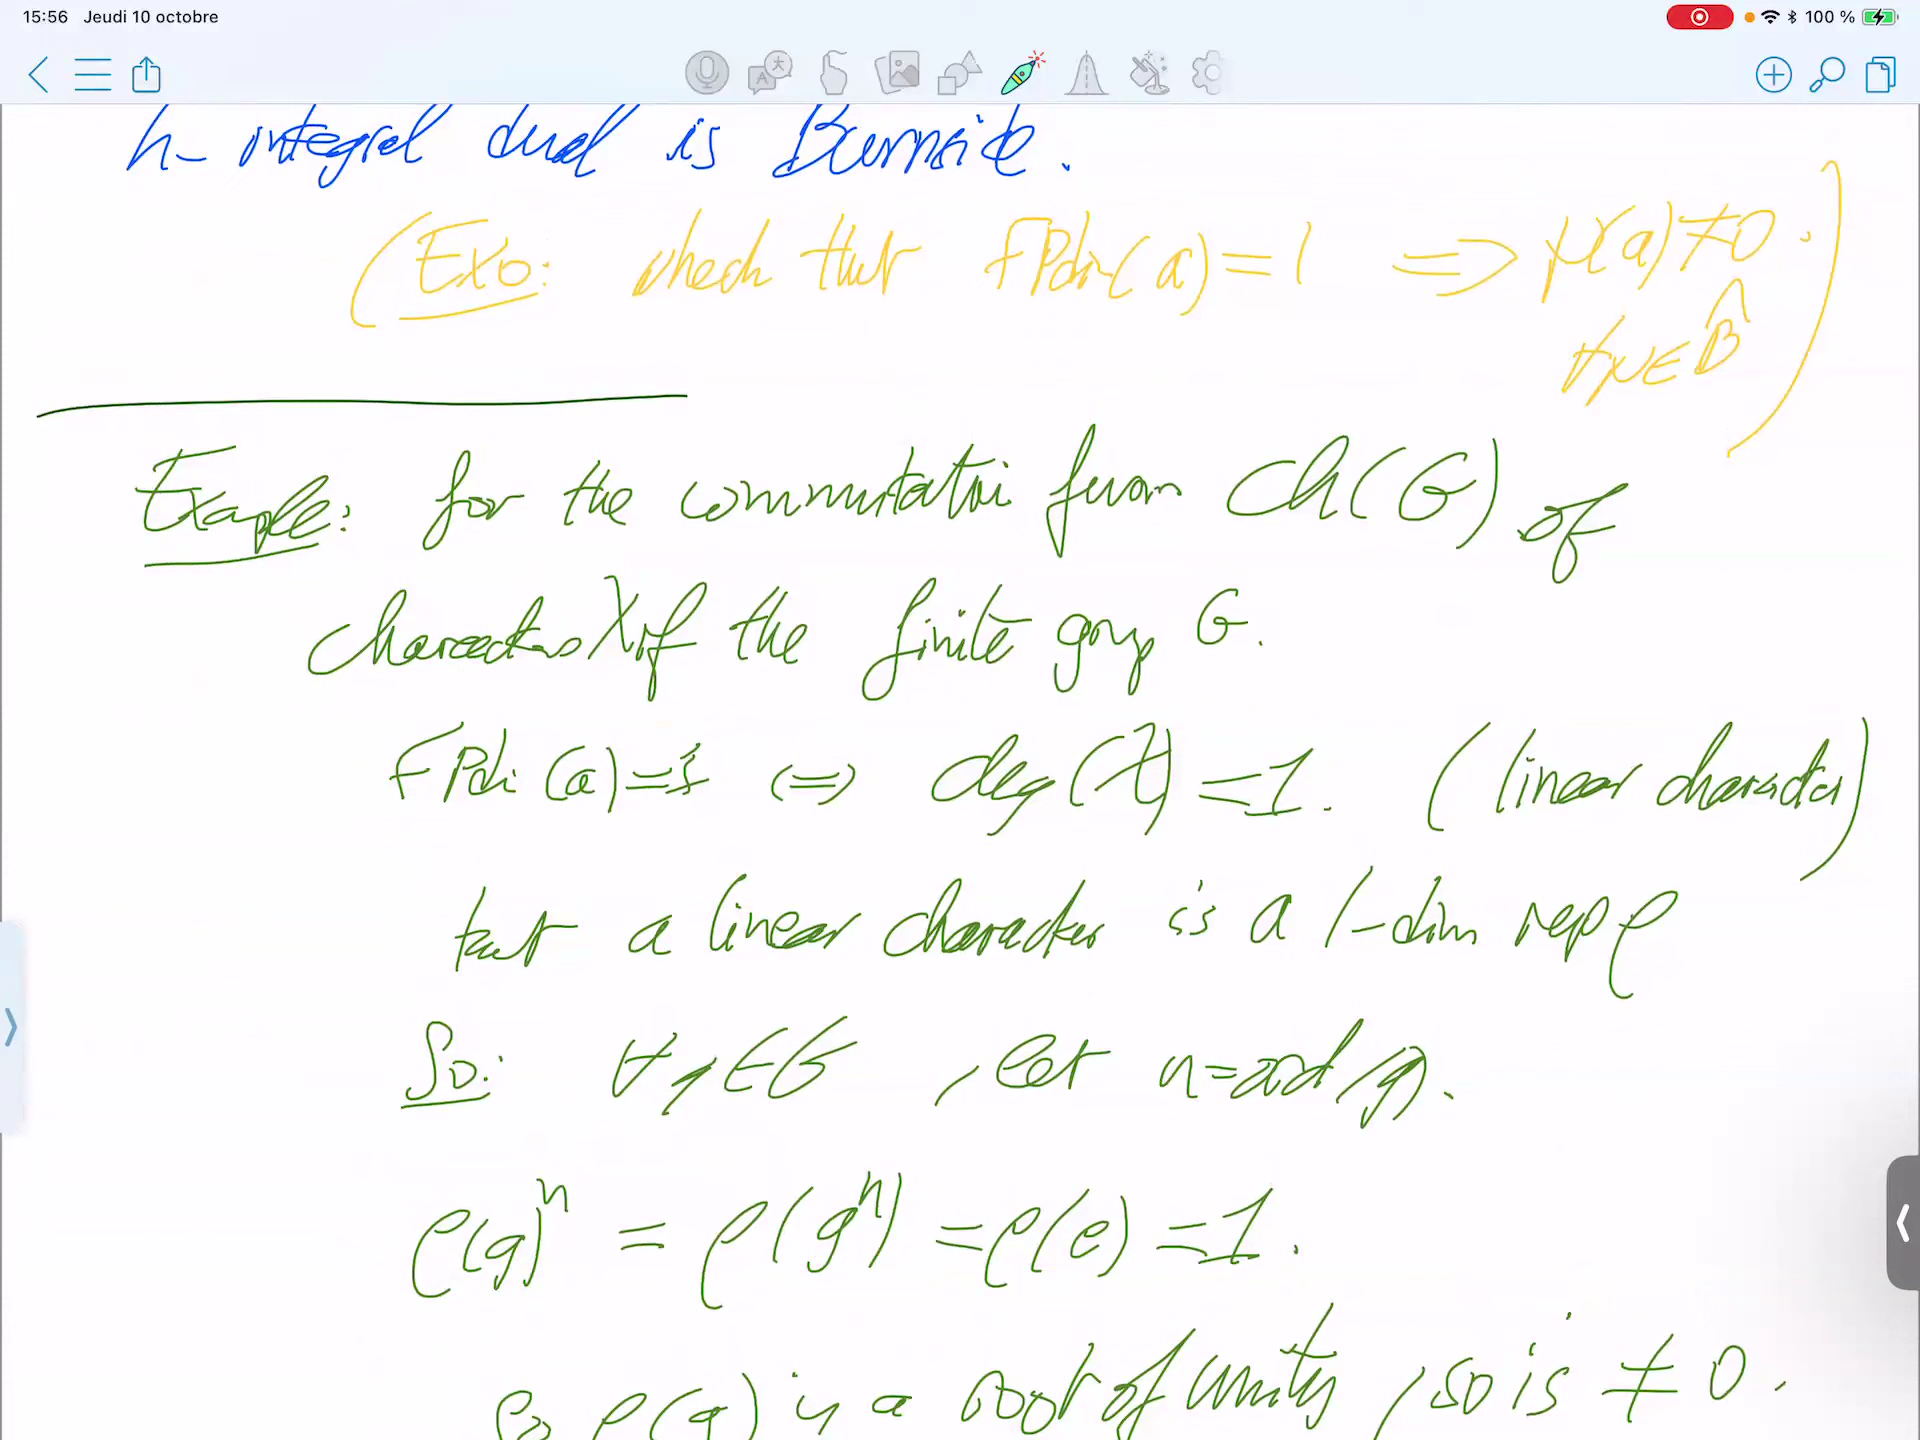 15:56 Jeudi 10 octobre 100 %
h-integral dual is Burnside.
(Exo: check that FPdim(a)=1 ⟹ μ(a)≠0.
∀μ∈B̂)
Example: for the commutative fusion Ch(G) of
characters χ of the finite group G.
FPdim(a)=1 ⟺ deg(χ)=1. (linear character)
but a linear character is a 1-dim rep ρ
So: ∀g∈G, let n=ord(g).
ρ(g)ⁿ = ρ(gⁿ) = ρ(e) = 1.
So ρ(g) is a root of unity, so is ≠ 0.